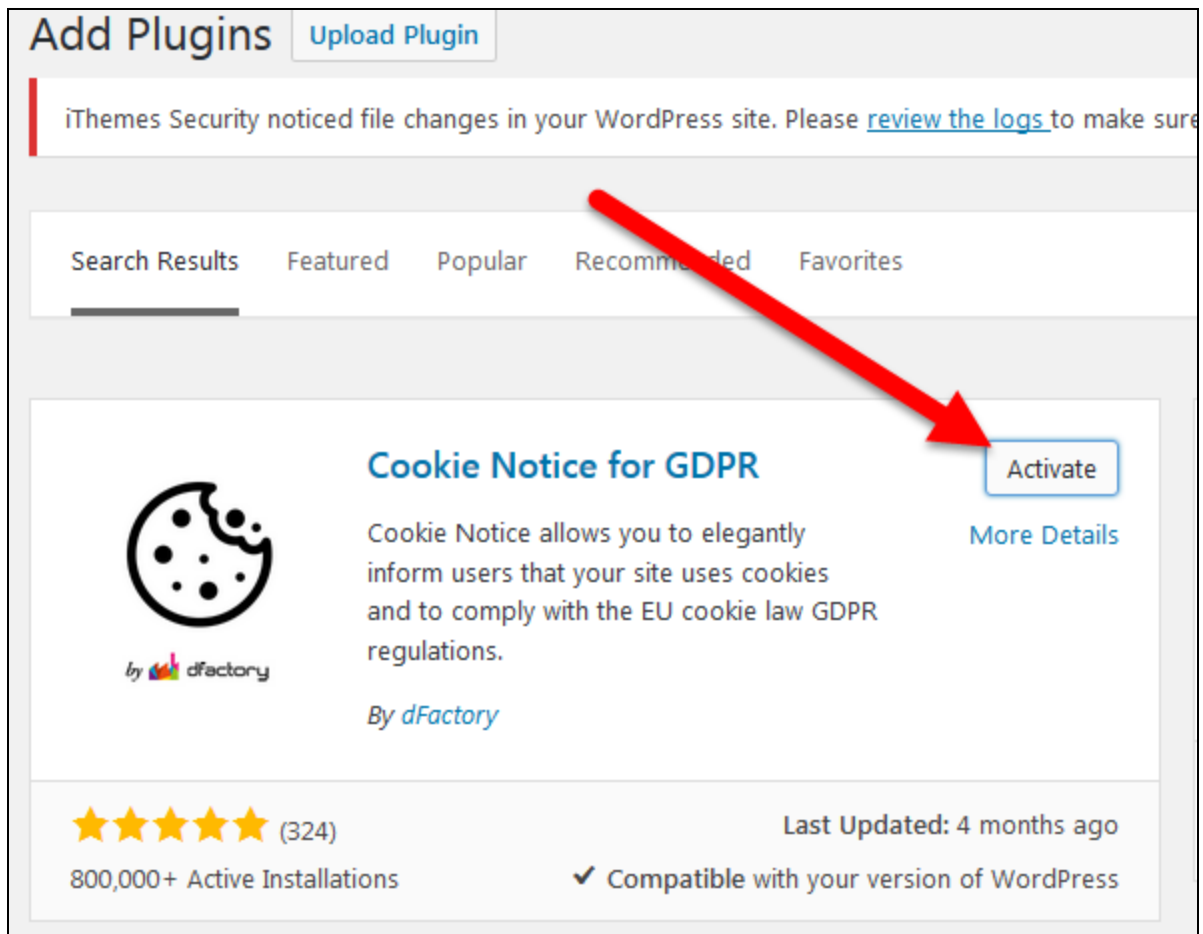 Add Plugins Upload Plugin
iThemes Security noticed file changes in your WordPress site. Please review the logs to make sure
Search Results Featured Popular Recommended Favorites
Cookie Notice for GDPR
Activate
More Details
Cookie Notice allows you to elegantly
inform users that your site uses cookies
and to comply with the EU cookie law GDPR
regulations.
By dFactory
by dfactory
(324)
800,000+ Active Installations
Last Updated: 4 months ago
Compatible with your version of WordPress